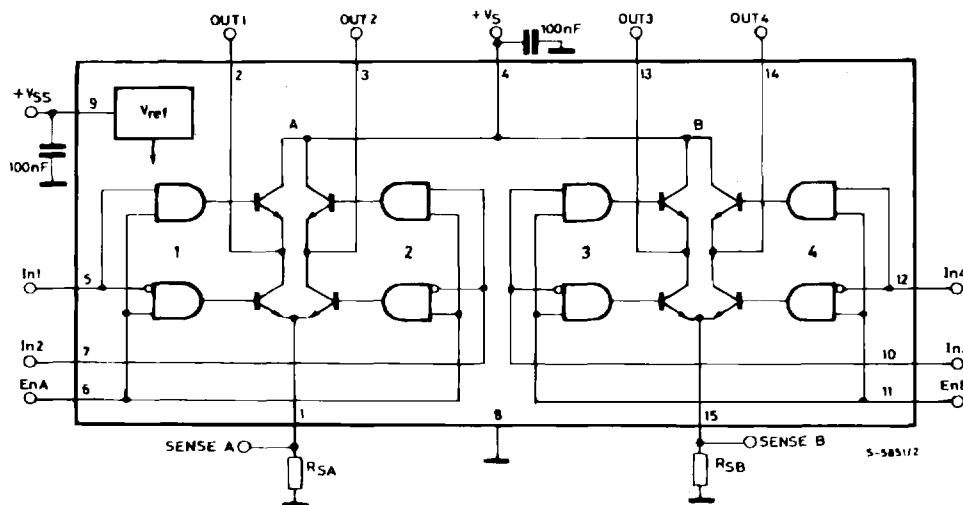 OUT1 OUT2 +VS 100nF OUT3 OUT4
2 3 4 13 14
+VSS 9 Vref
A B
100nF
1 2 3 4
In1 5 12 In4
In2 7 10
EnA 6 11
1 8 15
SENSE A SENSE B
S-5851/2
RSA RSB